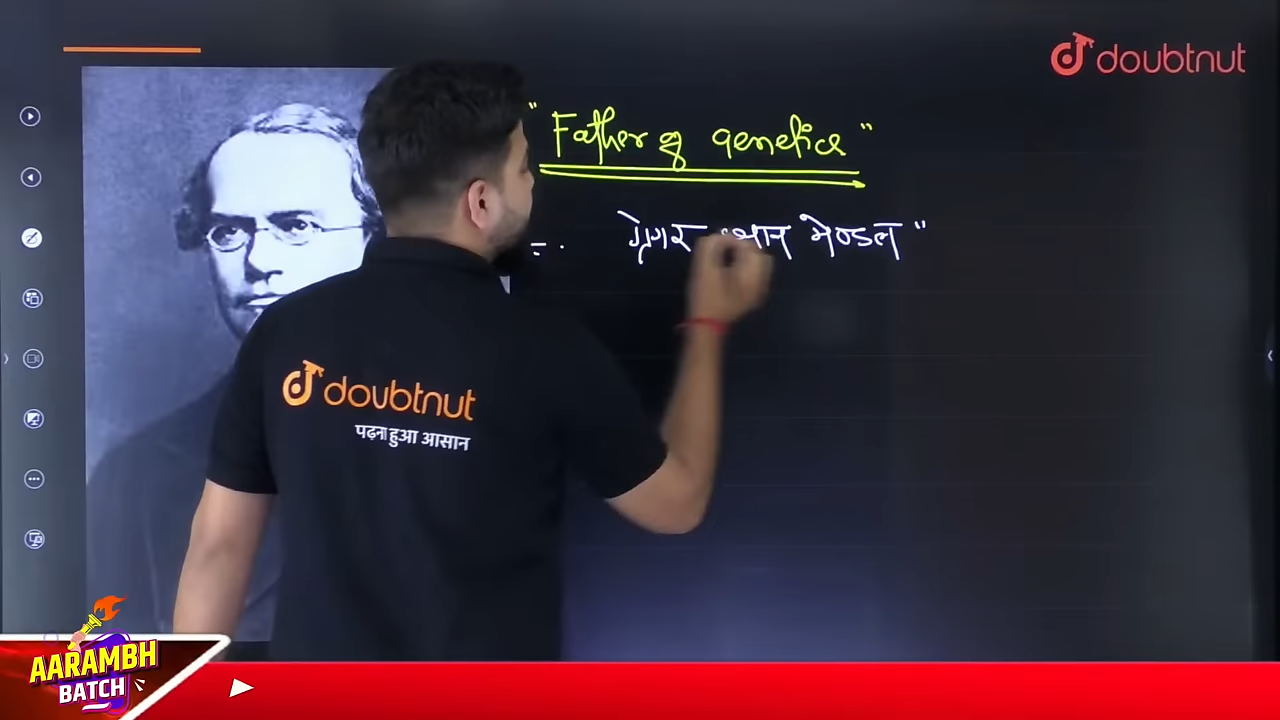 doubtnut
"Father of genetics"
ग्रेगर जॉन मेण्डल"
doubtnut
पढ़ना हुआ आसान
AARAMBH
BATCH